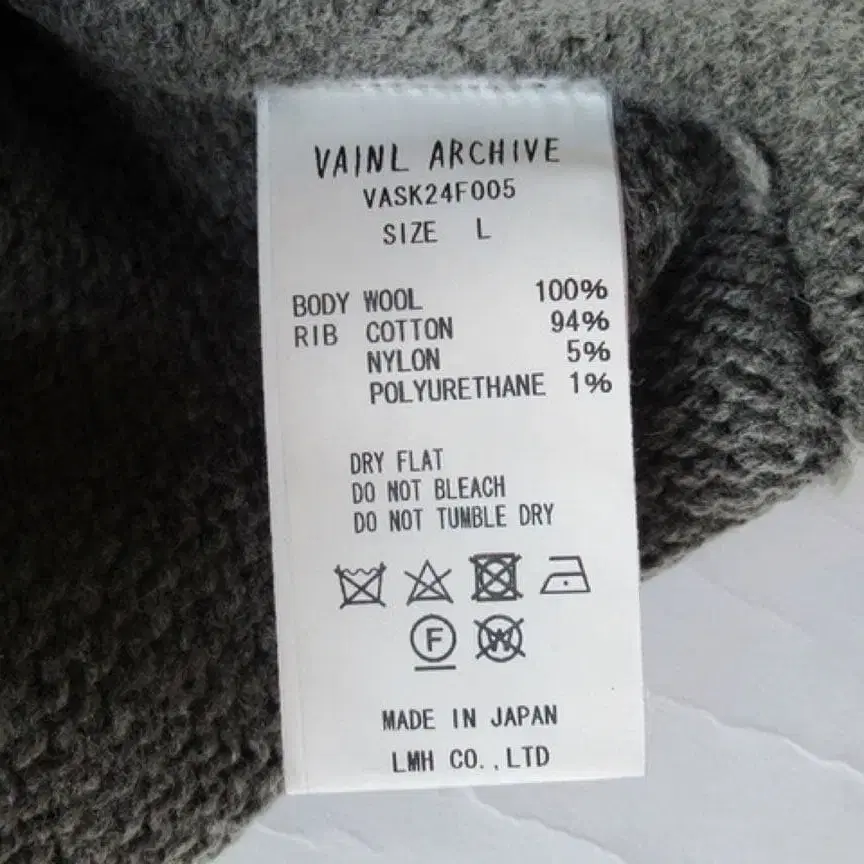 VAINL ARCHIVE
VASK24F005
SIZE L
BODY WOOL 100%
RIB COTTON 94%
NYLON 5%
POLYURETHANE 1%
DRY FLAT
DO NOT BLEACH
DO NOT TUMBLE DRY
F W
MADE IN JAPAN
LMH CO.,LTD